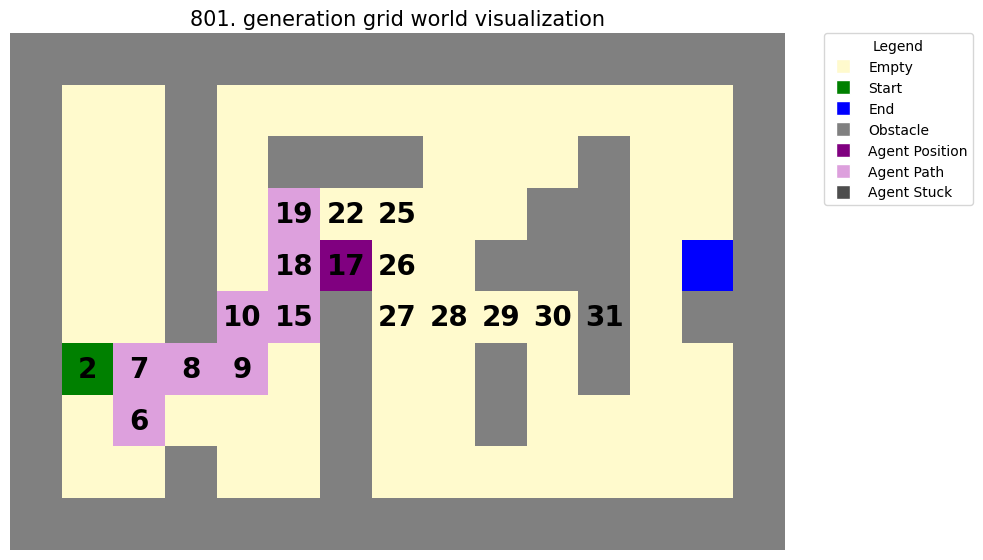 801. generation grid world visualization
Legend
Empty
Start
End
Obstacle
Agent Position
Agent Path
Agent Stuck
19 22 25
18 17 26
10 15 27 28 29 30 31
2 7 8 9
6